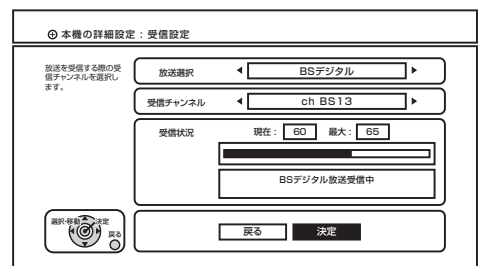 本機の詳細設定 : 受信設定
放送を受信する際の受
信チャンネルを選択し
ます。
放送選択 BSデジタル
受信チャンネル ch BS13
受信状況 現在 : 60 最大 : 65
BSデジタル放送受信中
選択・移動 決定
戻る
戻る 決定